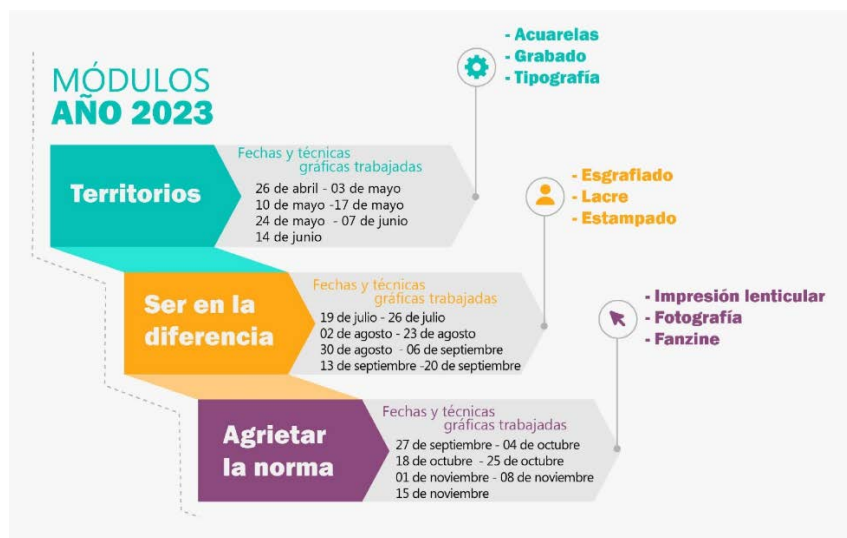 MÓDULOS
AÑO 2023
- Acuarelas
- Grabado
- Tipografía
Territorios
Fechas y técnicas
gráficas trabajadas
26 de abril - 03 de mayo
10 de mayo -17 de mayo
24 de mayo - 07 de junio
14 de junio
- Esgrafiado
- Lacre
- Estampado
Ser en la
diferencia
Fechas y técnicas
gráficas trabajadas
19 de julio - 26 de julio
02 de agosto - 23 de agosto
30 de agosto - 06 de septiembre
13 de septiembre -20 de septiembre
- Impresión lenticular
- Fotografía
- Fanzine
Agrietar
la norma
Fechas y técnicas
gráficas trabajadas
27 de septiembre - 04 de octubre
18 de octubre - 25 de octubre
01 de noviembre - 08 de noviembre
15 de noviembre